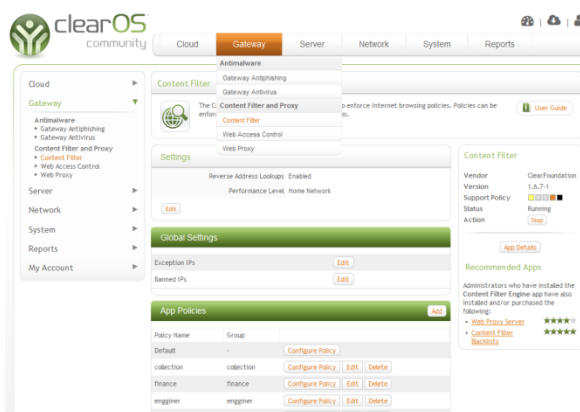 clearOS
community
Cloud
Gateway
Server
Network
System
Reports
Antimalware
Gateway Antiphishing
Gateway Antivirus
Content Filter and Proxy
Content Filter
Web Access Control
Web Proxy
Cloud
Gateway
Antimalware
Gateway Antiphishing
Gateway Antivirus
Content Filter and Proxy
Content Filter
Web Access Control
Web Proxy
Server
Network
System
Reports
My Account
Content Filter
The
enforce Internet browsing policies. Policies can be
User Guide
Settings
Reverse Address Lookups Enabled
Performance Level Home Network
Edit
Global Settings
Exception IPs Edit
Banned IPs Edit
App Policies Add
Policy Name Group
Default - Configure Policy
collection collection Configure Policy Edit Delete
finance finance Configure Policy Edit Delete
engginer engginer Configure Policy Edit Delete
Content Filter
Vendor ClearFoundation
Version 1.6.7-1
Support Policy
Status Running
Action Stop
App Details
Recommended Apps
Administrators who have installed the
Content Filter Engine app have also
installed and/or purchased the
following:
Web Proxy Server
Content Filter
Blacklists